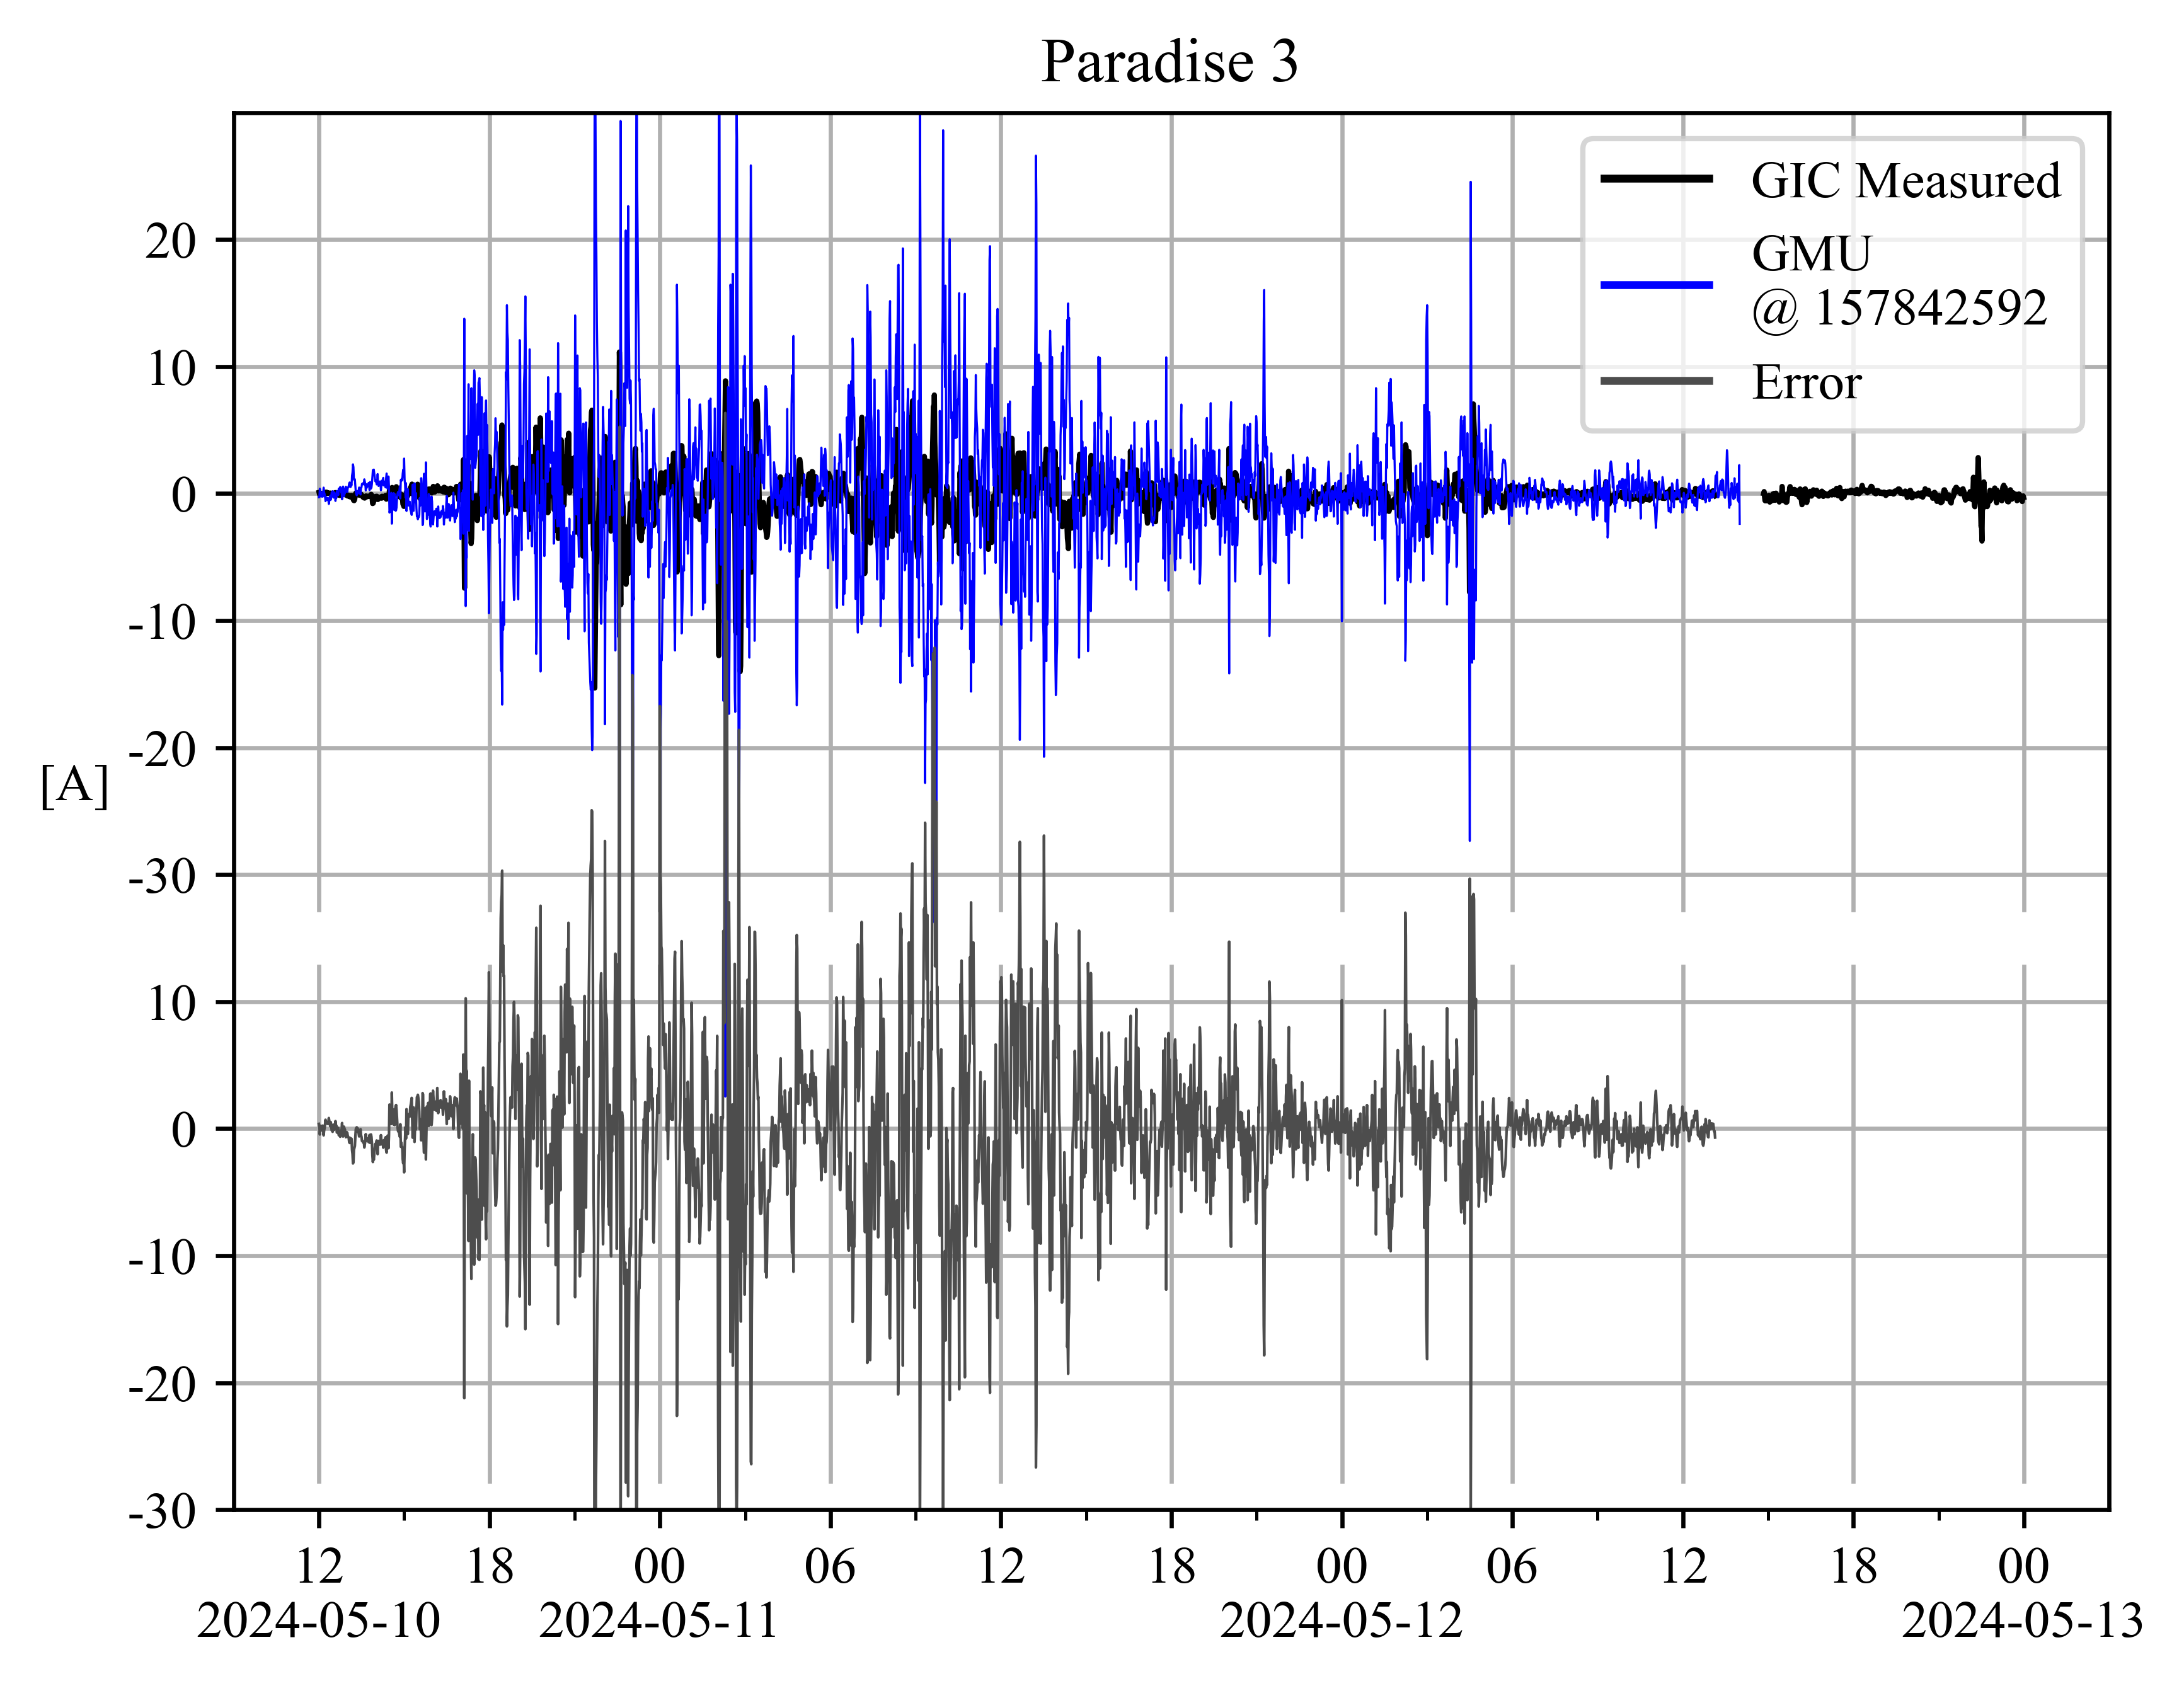 Paradise 3
GIC Measured
GMU
@ 157842592
Error
20
10
0
-10
-20
[A]
-30
10
0
-10
-20
-30
12 18 00 06 12 18 00 06 12 18 00
2024-05-10 2024-05-11 2024-05-12 2024-05-13